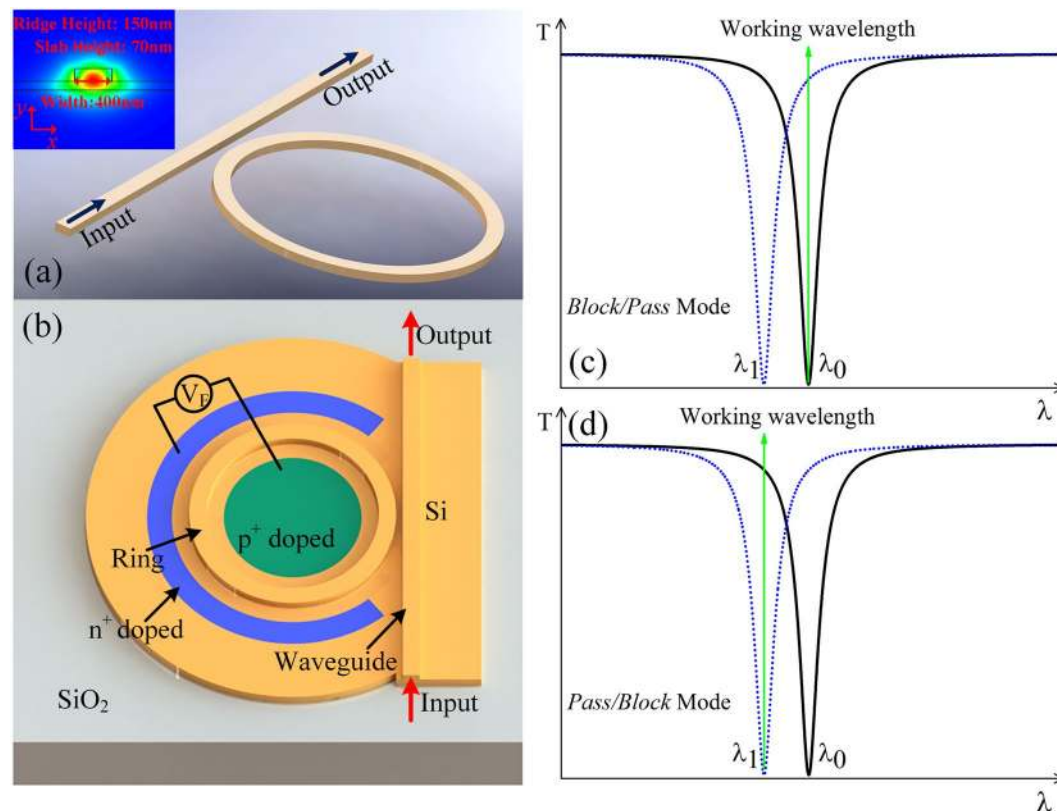 Ridge Height: 150nm
Slab Height: 70nm
Width:400nm
y
x
Input
Output
(a)
(b)
V_F
Output
Si
p⁺ doped
Ring
n⁺ doped
Waveguide
Input
SiO₂
T
Working wavelength
Block/Pass Mode
(c)
λ₁
λ₀
λ
T
(d)
Working wavelength
Pass/Block Mode
λ₁
λ₀
λ